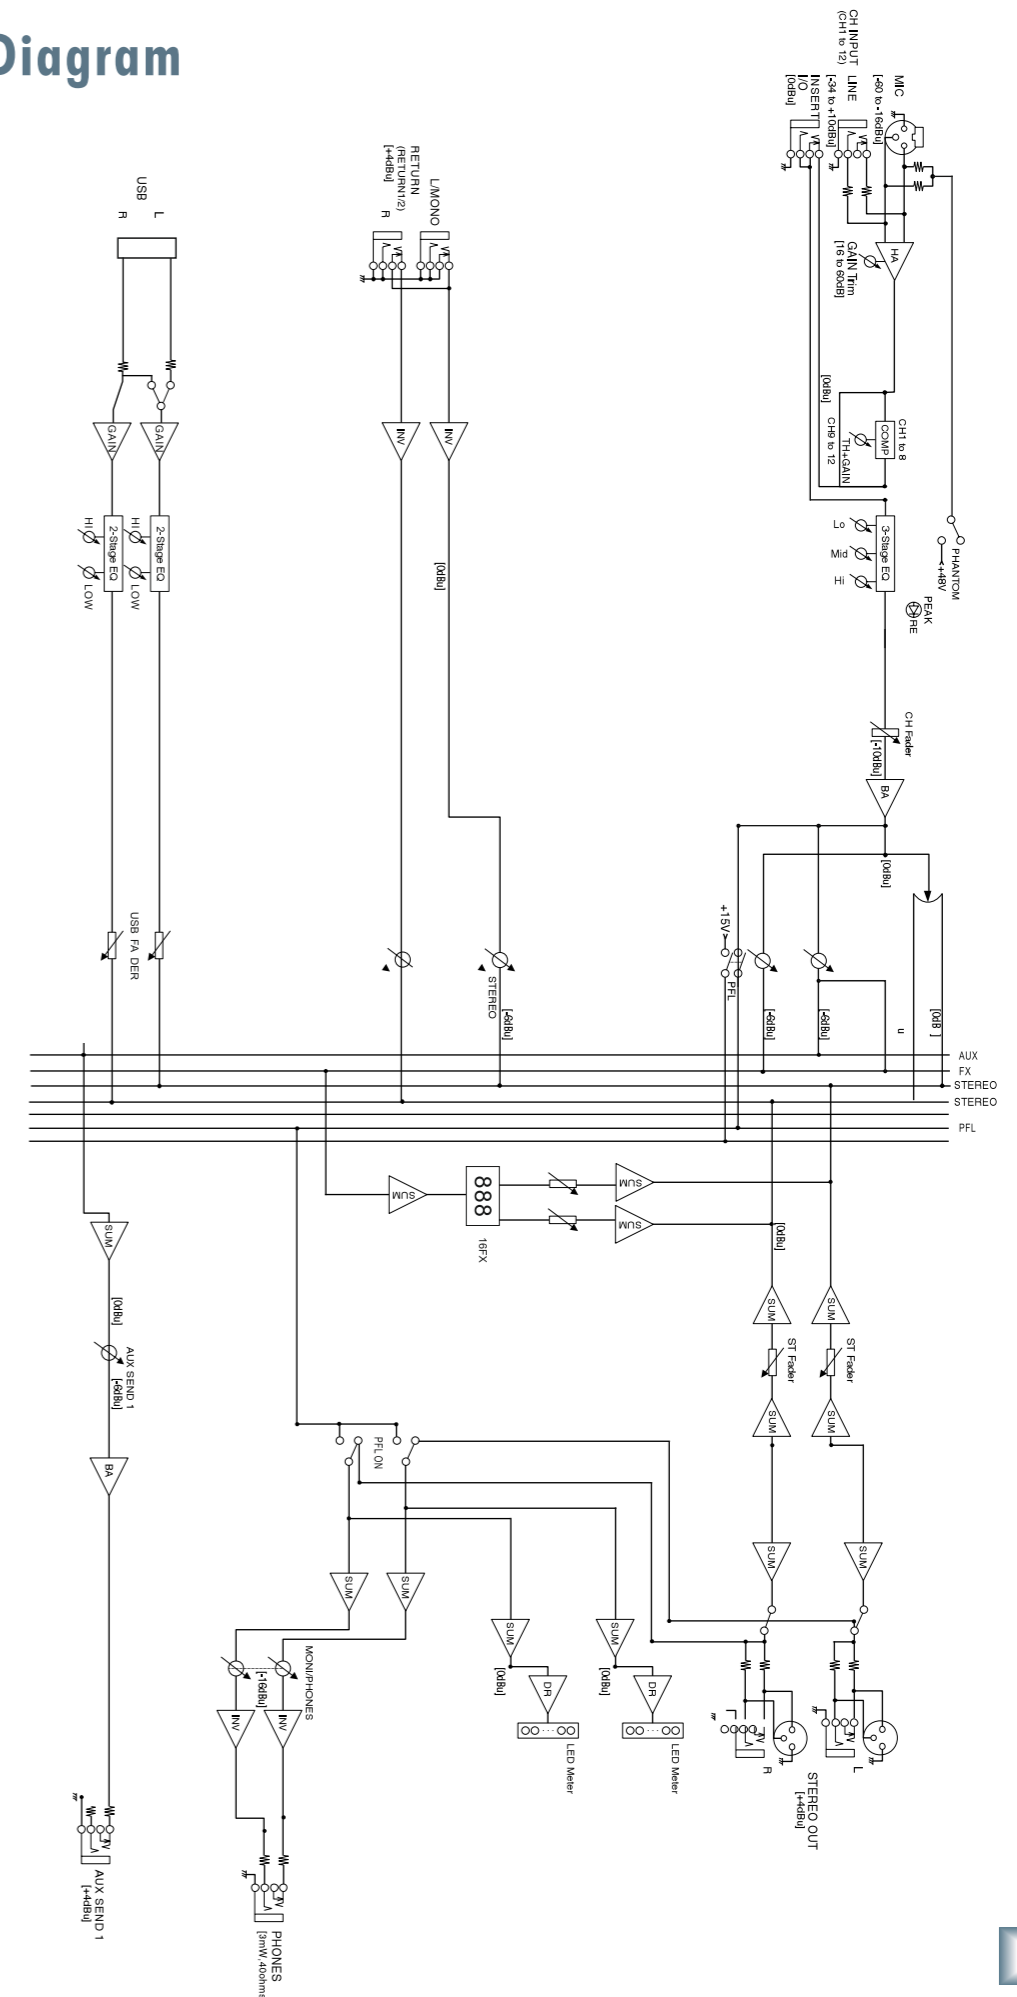 Diagram
CH INPUT
(CH1 to 12)
MIC
[-60 to -16dBu]
LINE
[-34 to +10dBu]
INSERT
I/O
[0dBu]
HA
GAIN Trim
[16 to 60dB]
[0dBu]
CH1 to 8
COMP
TH+GAIN
CH9 to 12
PHANTOM
+48V
3-Stage EQ
Lo
Mid
Hi
PEAK
RE
CH Fader
[-10dBu]
BA
[0dBu]
+15V
PFL
[-6dBu]
[-6dBu]
[0dB ]
u
L/MONO
RETURN
(RETURN1/2)
[+4dBu]
R
INV
INV
[0dBu]
STEREO
[-6dBu]
USB
L
R
GAIN
GAIN
2-Stage EQ
2-Stage EQ
HI
LOW
HI
LOW
USB FA DER
AUX
FX
STEREO
STEREO
PFL
SUM
888
16FX
SUM
SUM
[0dBu]
SUM
SUM
ST Fader
ST Fader
SUM
SUM
SUM
SUM
SUM
[0dBu]
AUX SEND 1
[-6dBu]
BA
PFL ON
SUM
SUM
MONI/PHONES
[-16dBu]
INV
INV
SUM
SUM
[0dBu]
[0dBu]
DR
DR
LED Meter
LED Meter
L
R
STEREO OUT
[+4dBu]
AUX SEND 1
[+4dBu]
PHONES
[3mW,40ohms